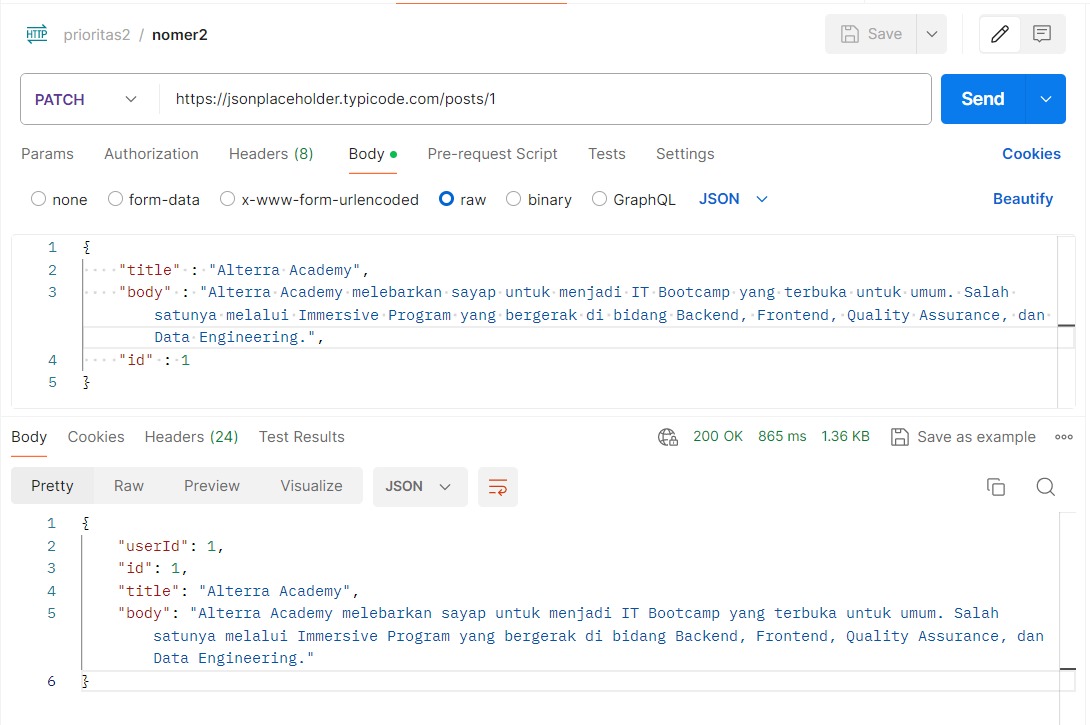 HTTP prioritas2 / nomer2 Save
PATCH https://jsonplaceholder.typicode.com/posts/1 Send
Params Authorization Headers (8) Body Pre-request Script Tests Settings Cookies
none form-data x-www-form-urlencoded raw binary GraphQL JSON Beautify
1 {
2 "title" : "Alterra Academy",
3 "body" : "Alterra Academy melebarkan sayap untuk menjadi IT Bootcamp yang terbuka untuk umum. Salah
satunya melalui Immersive Program yang bergerak di bidang Backend, Frontend, Quality Assurance, dan
Data Engineering.",
4 "id" : 1
5 }
Body Cookies Headers (24) Test Results 200 OK 865 ms 1.36 KB Save as example
Pretty Raw Preview Visualize JSON
1 {
2 "userId": 1,
3 "id": 1,
4 "title": "Alterra Academy",
5 "body": "Alterra Academy melebarkan sayap untuk menjadi IT Bootcamp yang terbuka untuk umum. Salah
satunya melalui Immersive Program yang bergerak di bidang Backend, Frontend, Quality Assurance, dan
Data Engineering."
6 }